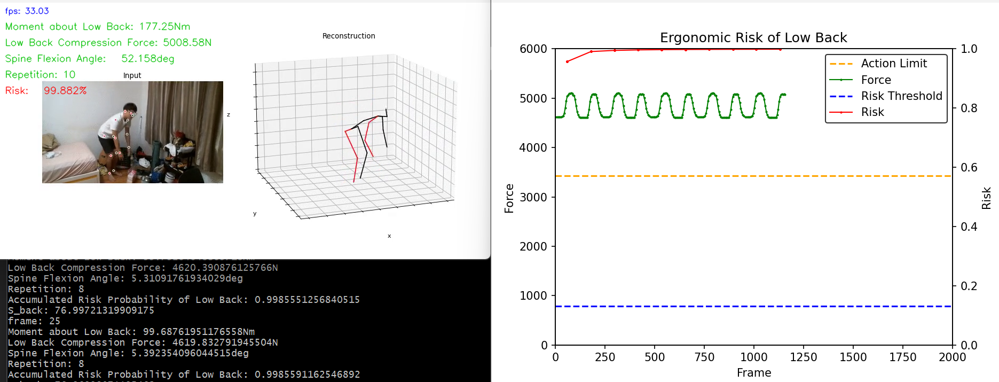 fps: 33.03
Moment about Low Back: 177.25Nm
Low Back Compression Force: 5008.58N
Spine Flexion Angle: 52.158deg
Repetition: 10
Risk: 99.882%
Input
Reconstruction
z
y
x
Low Back Compression Force: 4620.390876125766N
Spine Flexion Angle: 5.31091761934029deg
Repetition: 8
Accumulated Risk Probability of Low Back: 0.9985551256840515
S_back: 76.99721319909175
frame: 25
Moment about Low Back: 99.68761951176558Nm
Low Back Compression Force: 4619.832791945504N
Spine Flexion Angle: 5.392354096044515deg
Repetition: 8
Accumulated Risk Probability of Low Back: 0.9985591162546892
Ergonomic Risk of Low Back
Action Limit
Force
Risk Threshold
Risk
6000
5000
4000
3000
2000
1000
0
Force
1.0
0.8
0.6
0.4
0.2
0.0
Risk
0 250 500 750 1000 1250 1500 1750 2000
Frame